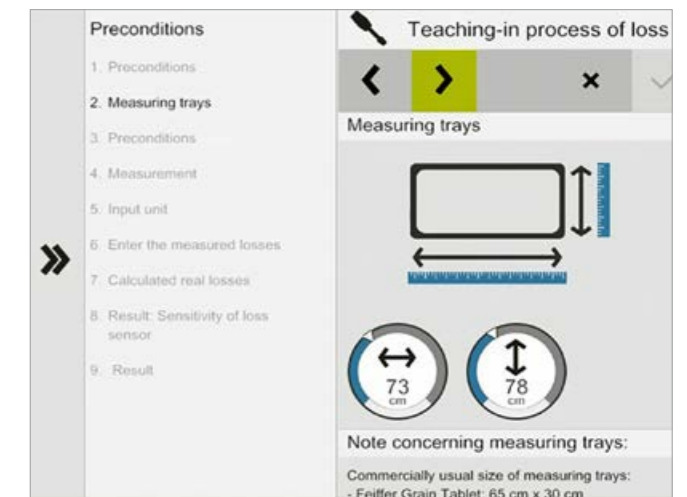 Preconditions
1. Preconditions
2. Measuring trays
3. Preconditions
4. Measurement
5. Input unit
6. Enter the measured losses
7. Calculated real losses
8. Result: Sensitivity of loss
sensor
9. Result
Teaching-in process of loss
Measuring trays
73
cm
78
cm
Note concerning measuring trays:
Commercially usual size of measuring trays:
- Feiffer Grain Tablet: 65 cm x 30 cm